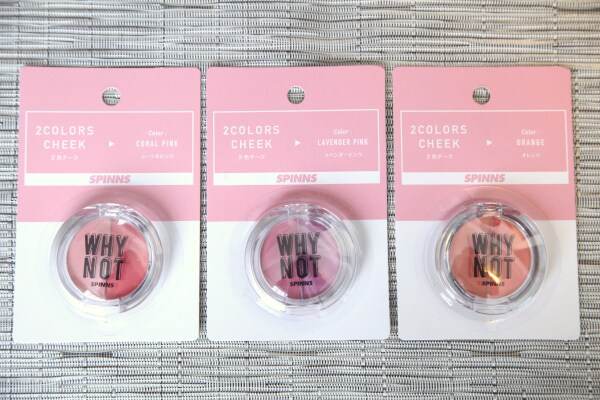 2COLORS
CHEEK
2色チーク
Color :
CORAL PINK
コーラルピンク
SPINNS
WHY
NOT
SPINNS
2COLORS
CHEEK
2色チーク
Color :
LAVENDER PINK
ラベンダーピンク
SPINNS
WHY
NOT
SPINNS
2COLORS
CHEEK
2色チーク
Color :
ORANGE
オレンジ
SPINNS
WHY
NOT
SPINNS